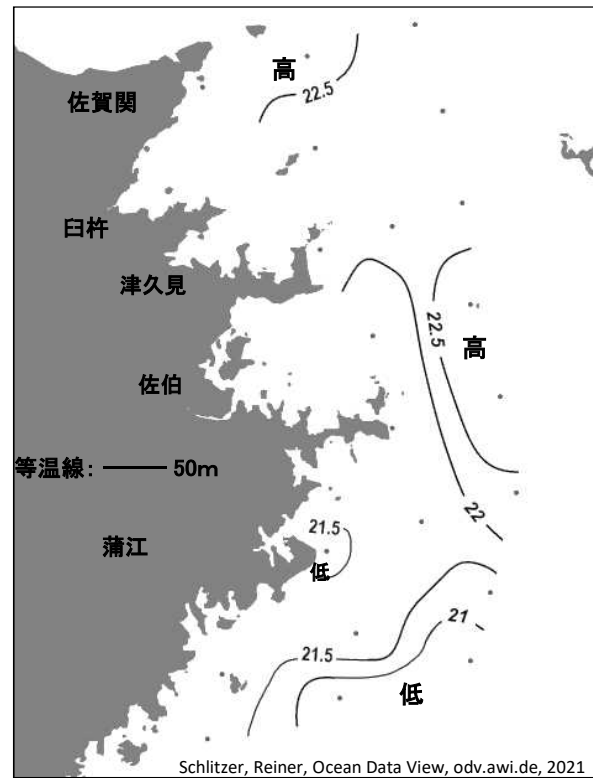 高
22.5
佐賀関
臼杵
津久見
22.5
高
佐伯
等温線: 50m
22
21.5
蒲江
低
21
21.5
低
Schlitzer, Reiner, Ocean Data View, odv.awi.de, 2021